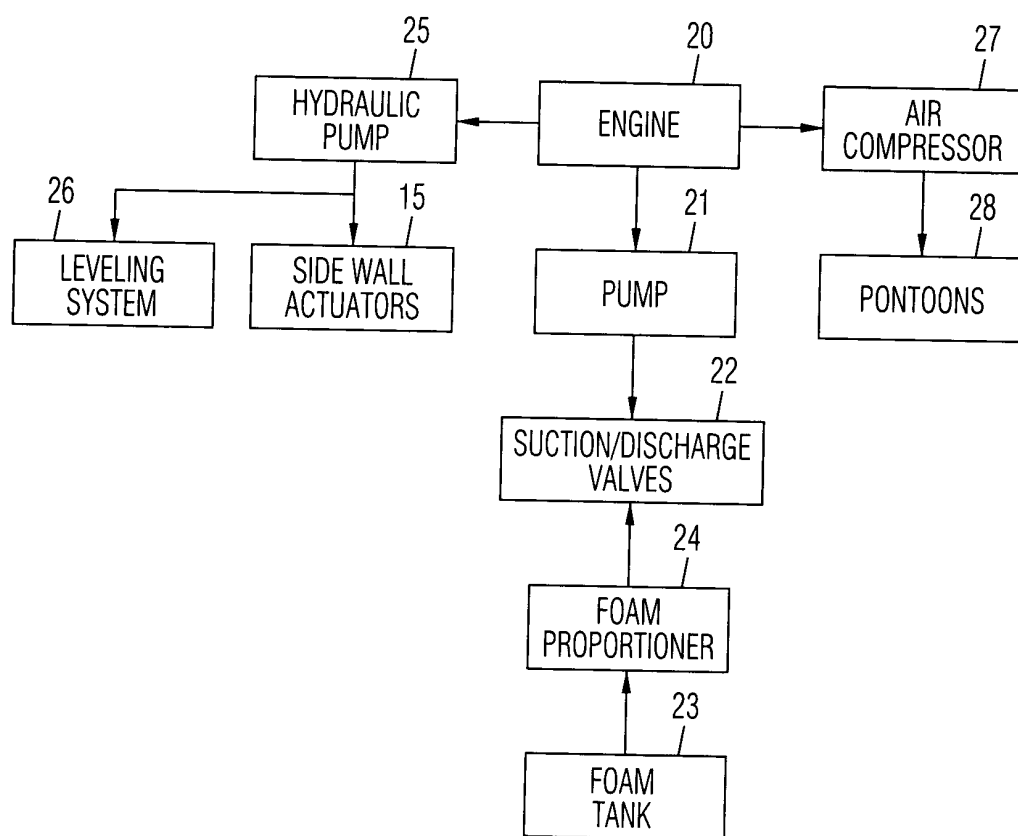 25
20
27
HYDRAULIC
PUMP
ENGINE
AIR
COMPRESSOR
26
15
21
28
LEVELING
SYSTEM
SIDE WALL
ACTUATORS
PUMP
PONTOONS
22
SUCTION/DISCHARGE
VALVES
24
FOAM
PROPORTIONER
23
FOAM
TANK